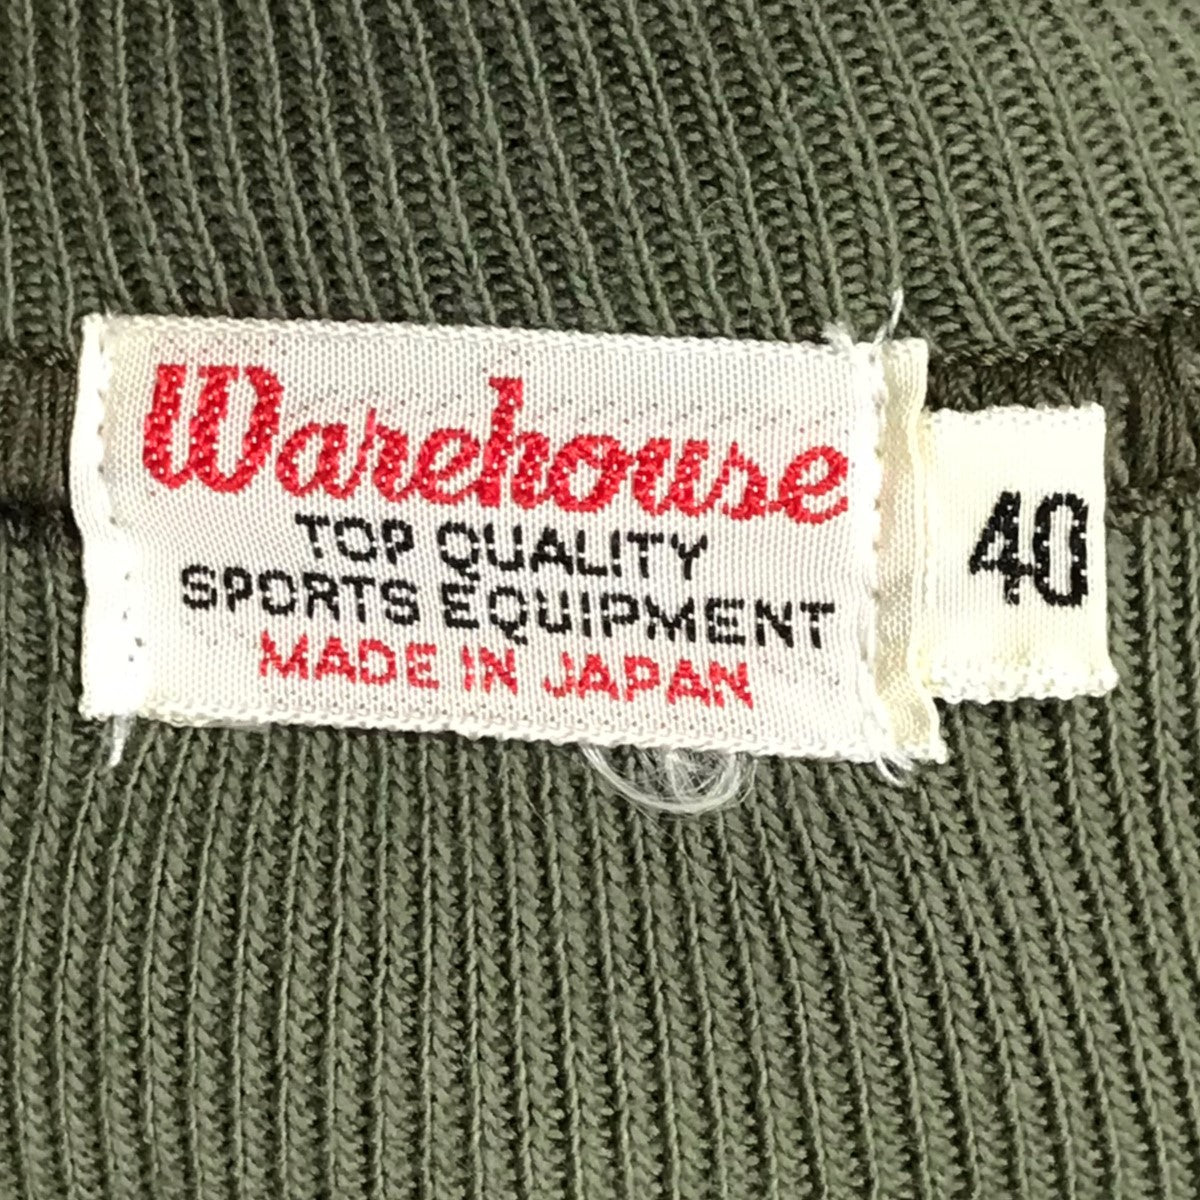 Warehouse
TOP QUALITY
SPORTS EQUIPMENT
MADE IN JAPAN
40